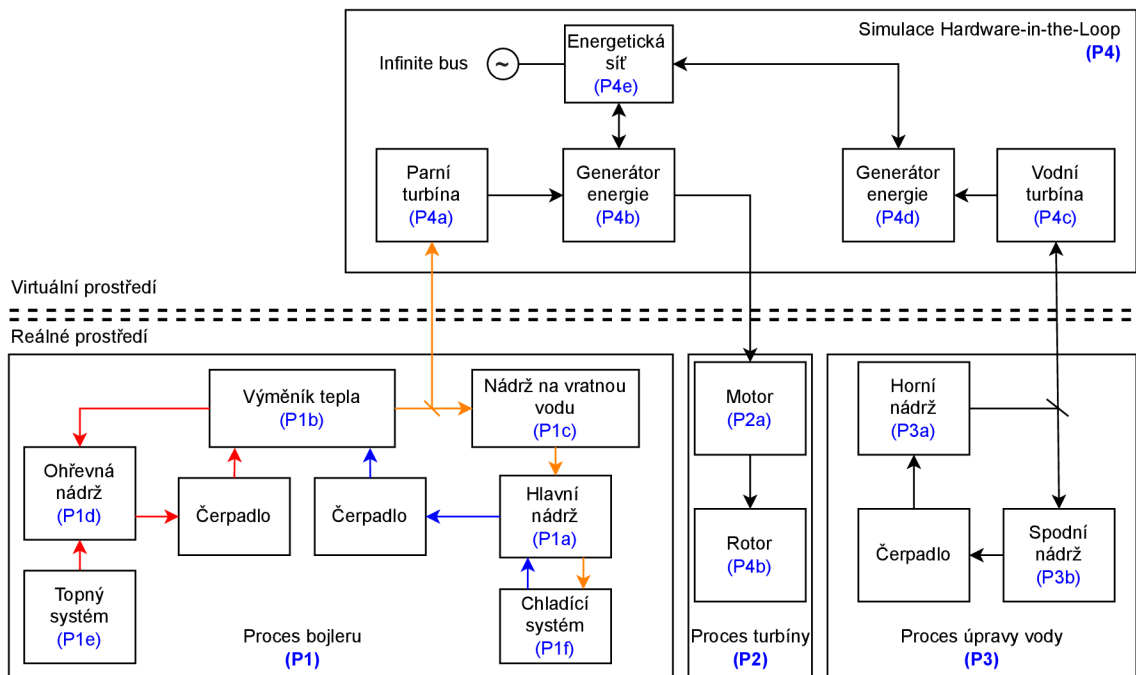 Simulace Hardware-in-the-Loop
(P4)
Infinite bus
~
Energetická
síť
(P4e)
Parní
turbína
(P4a)
Generátor
energie
(P4b)
Generátor
energie
(P4d)
Vodní
turbína
(P4c)
Virtuální prostředí
Reálné prostředí
Výměník tepla
(P1b)
Nádrž na vratnou
vodu
(P1c)
Ohřevná
nádrž
(P1d)
Čerpadlo
Čerpadlo
Hlavní
nádrž
(P1a)
Topný
systém
(P1e)
Chladící
systém
(P1f)
Proces bojleru
(P1)
Motor
(P2a)
Rotor
(P4b)
Proces turbíny
(P2)
Horní
nádrž
(P3a)
Čerpadlo
Spodní
nádrž
(P3b)
Proces úpravy vody
(P3)